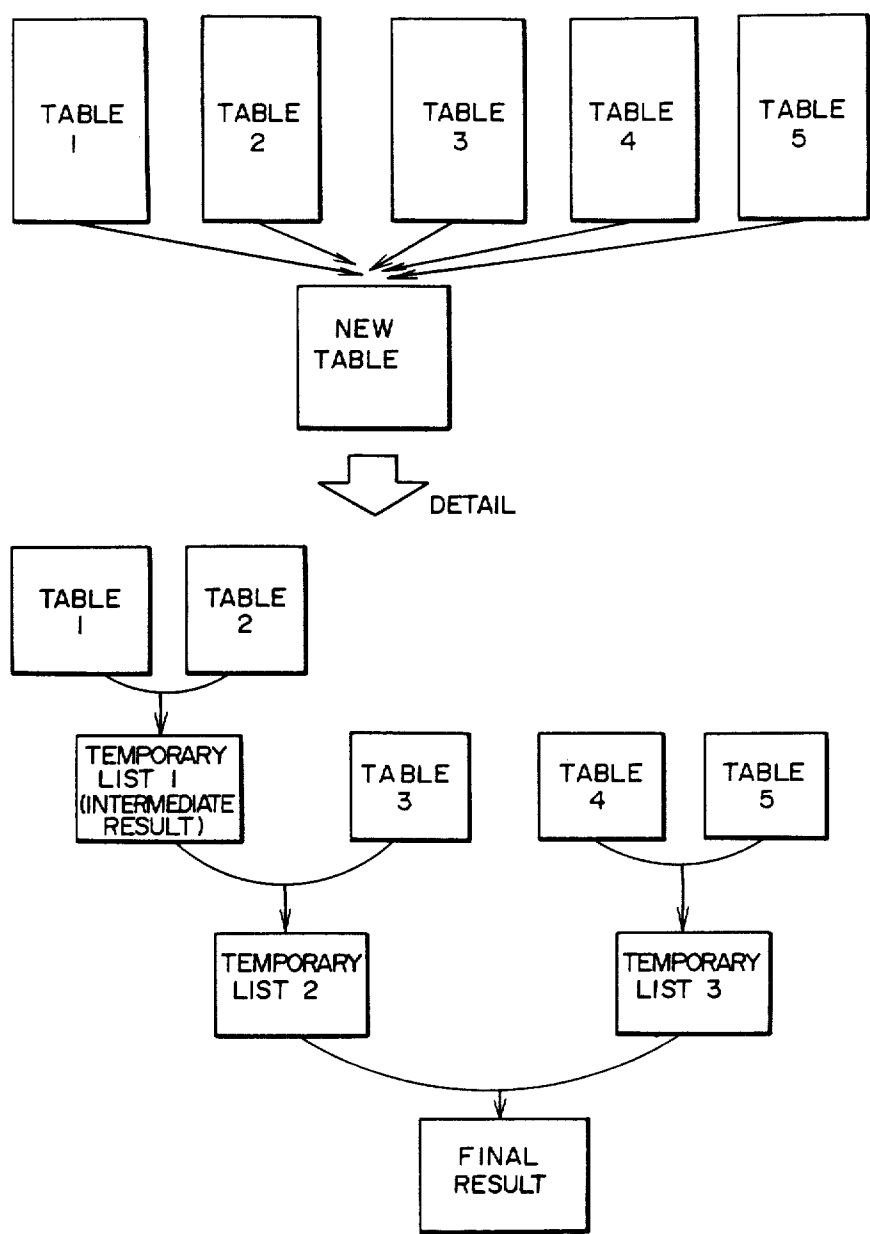 TABLE
1
TABLE
2
TABLE
3
TABLE
4
TABLE
5
NEW
TABLE
DETAIL
TABLE
1
TABLE
2
TEMPORARY
LIST 1
(INTERMEDIATE
RESULT)
TABLE
3
TABLE
4
TABLE
5
TEMPORARY
LIST 2
TEMPORARY
LIST 3
FINAL
RESULT